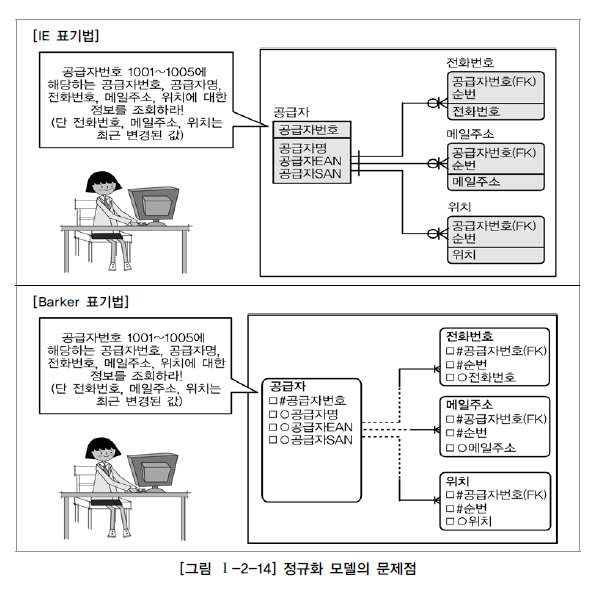 [IE 표기법]
공급자번호 1001~1005에
해당하는 공급자번호, 공급자명,
전화번호, 메일주소, 위치에 대한
정보를 조회하라!
(단 전화번호, 메일주소, 위치는
최근 변경된 값)
공급자
공급자번호
공급자명
공급자EAN
공급자SAN
전화번호
공급자번호(FK)
순번
전화번호
메일주소
공급자번호(FK)
순번
메일주소
위치
공급자번호(FK)
순번
위치
[Barker 표기법]
공급자번호 1001~1005에
해당하는 공급자번호, 공급자명,
전화번호, 메일주소, 위치에 대한
정보를 조회하라!
(단 전화번호, 메일주소, 위치는
최근 변경된 값)
공급자
□ #공급자번호
□ ○공급자명
□ ○공급자EAN
□ ○공급자SAN
전화번호
□ #공급자번호(FK)
□ #순번
□ ○전화번호
메일주소
□ #공급자번호(FK)
□ #순번
□ ○메일주소
위치
□ #공급자번호(FK)
□ #순번
□ ○위치
[그림 Ⅰ-2-14] 정규화 모델의 문제점